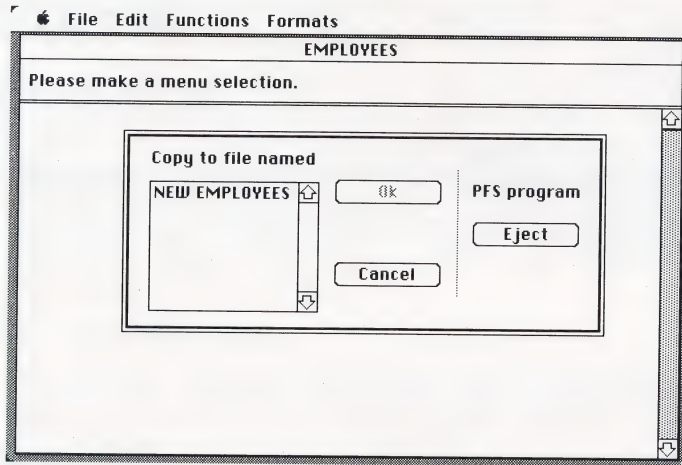 File Edit Functions Formats
EMPLOYEES
Please make a menu selection.
Copy to file named
NEW EMPLOYEES
Ok
Cancel
PFS program
Eject